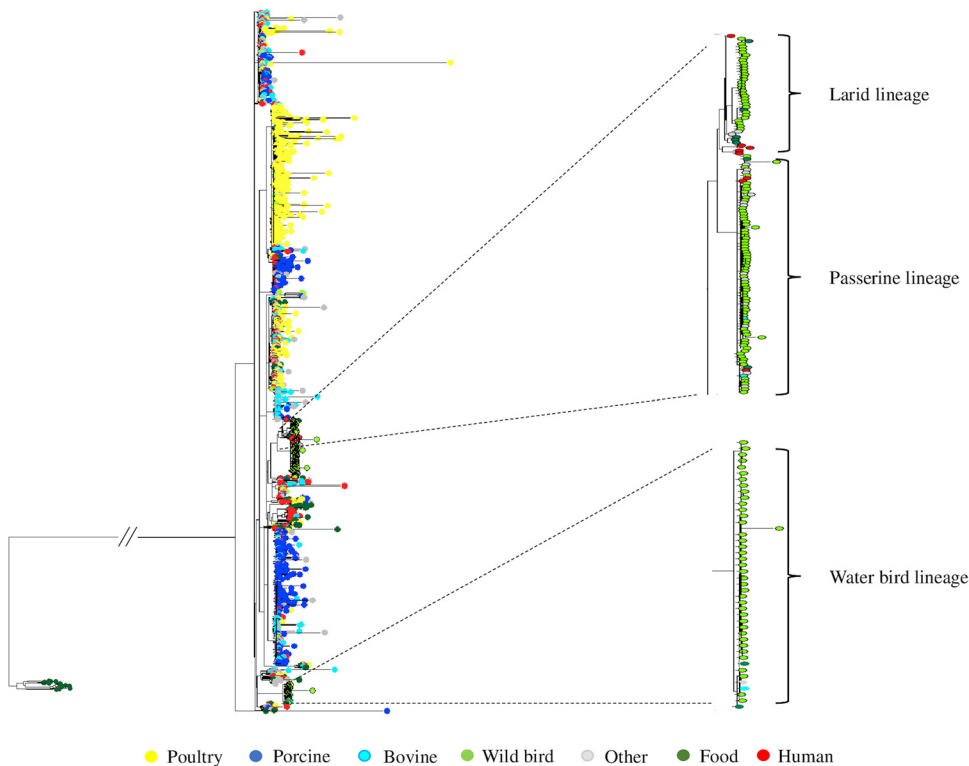 Larid lineage
Passerine lineage
Water bird lineage
Poultry
Porcine
Bovine
Wild bird
Other
Food
Human